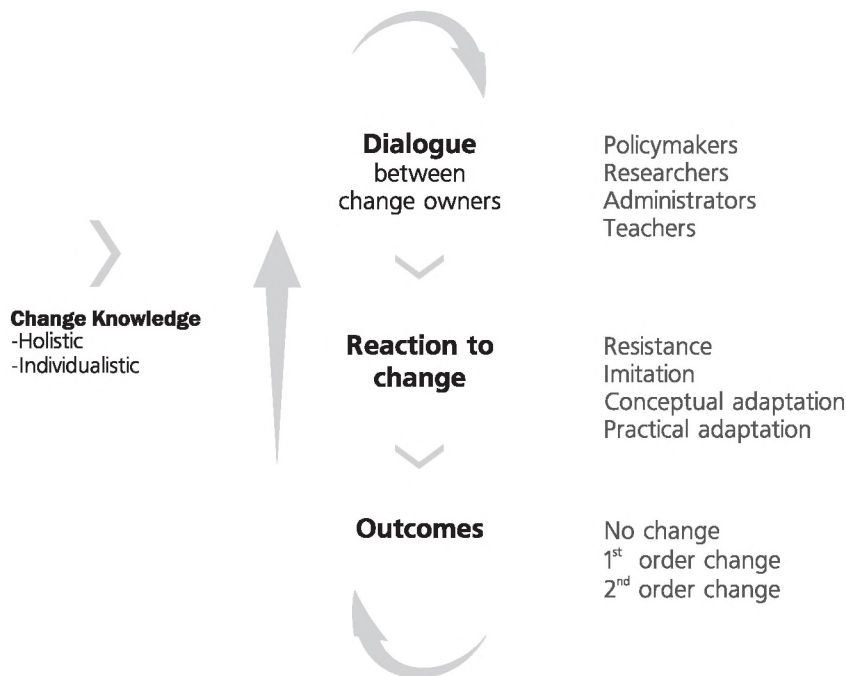 Dialogue
between
change owners
Policymakers
Researchers
Administrators
Teachers
Change Knowledge
-Holistic
-Individualistic
Reaction to
change
Resistance
Imitation
Conceptual adaptation
Practical adaptation
Outcomes
No change
1st order change
2nd order change